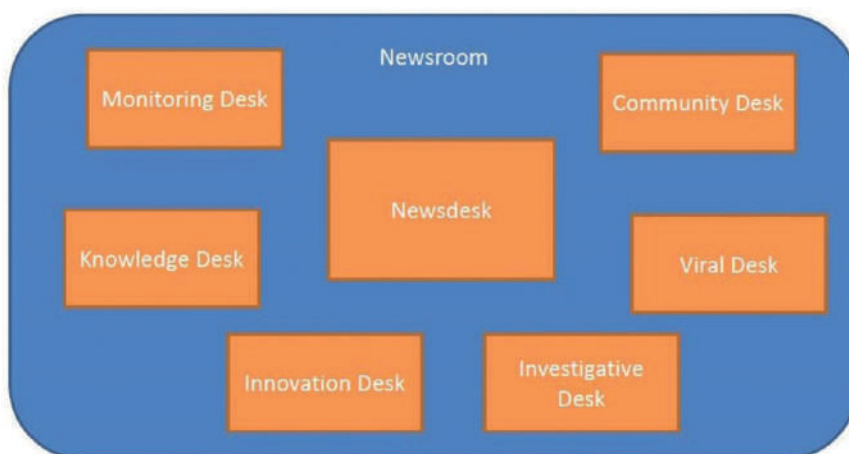 Newsroom
Monitoring Desk
Community Desk
Newsdesk
Knowledge Desk
Viral Desk
Innovation Desk
Investigative
Desk